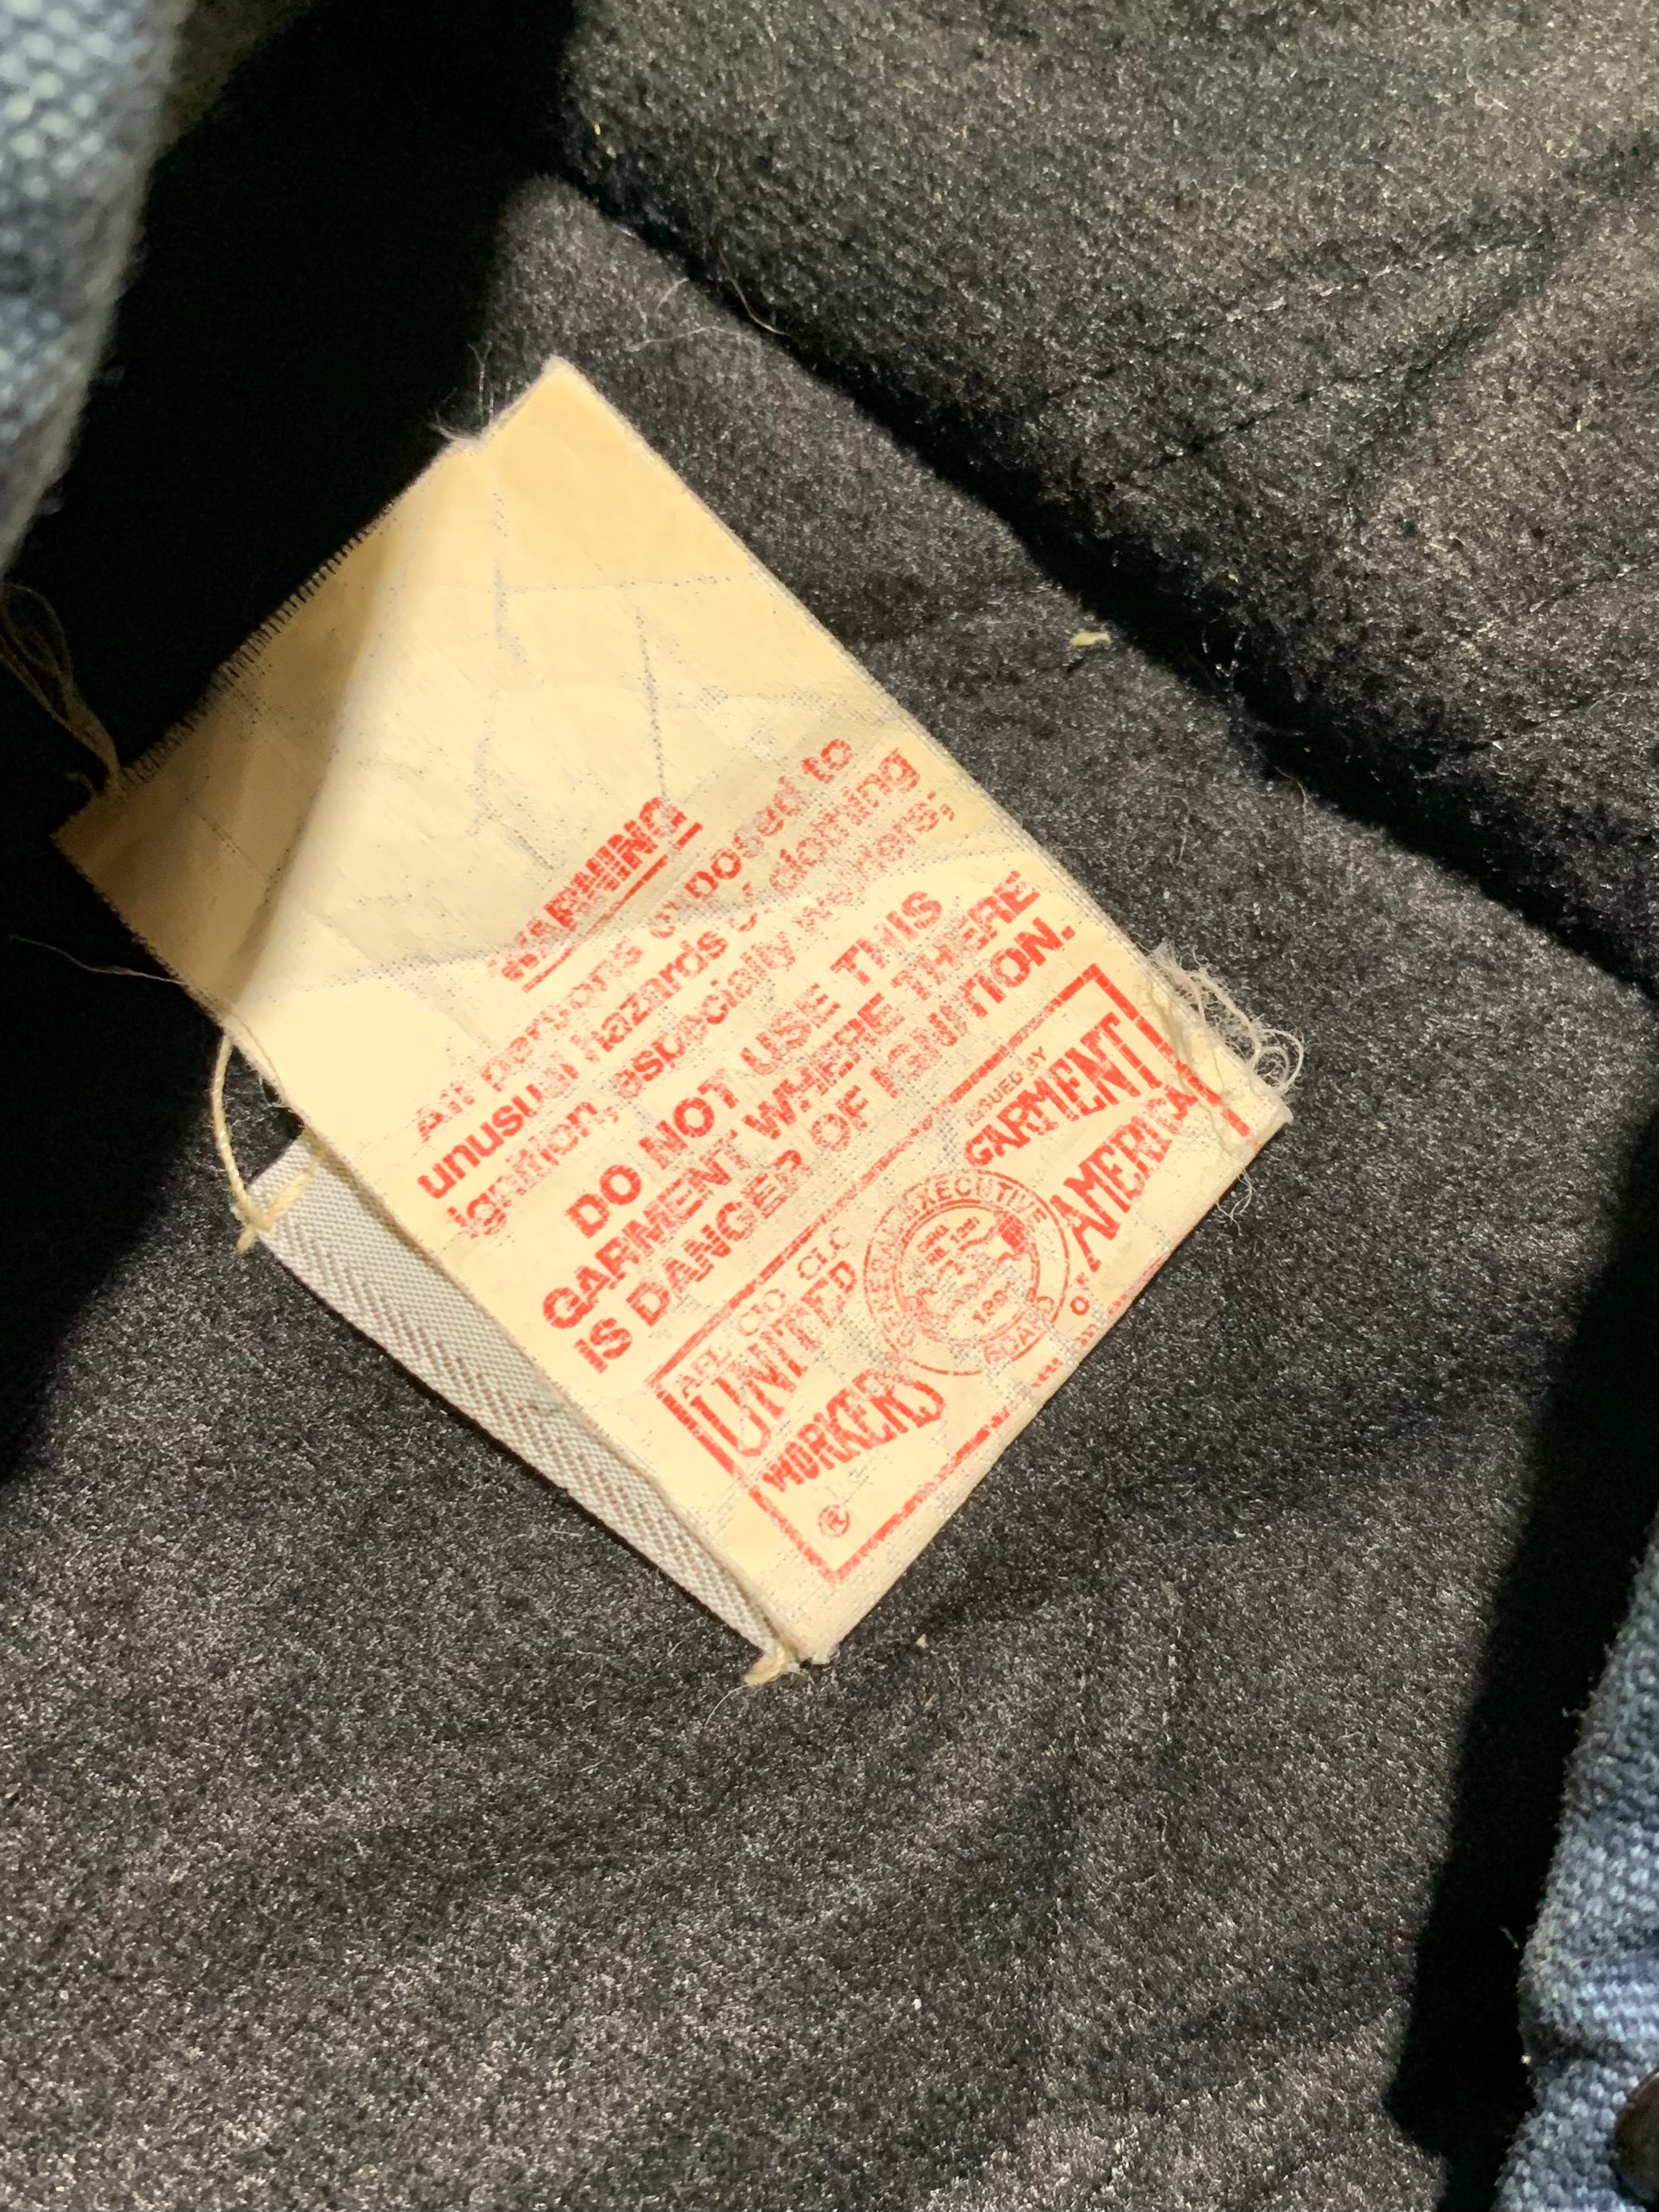 WARNING
All persons exposed to
unusual hazards of clothing
ignition, especially welders;
DO NOT USE THIS
GARMENT WHERE THERE
IS DANGER OF IGNITION.
AFL CIO CLC
ISSUED BY
UNITED GARMENT
WORKERS OF AMERICA
GENERAL EXECUTIVE
BOARD
®